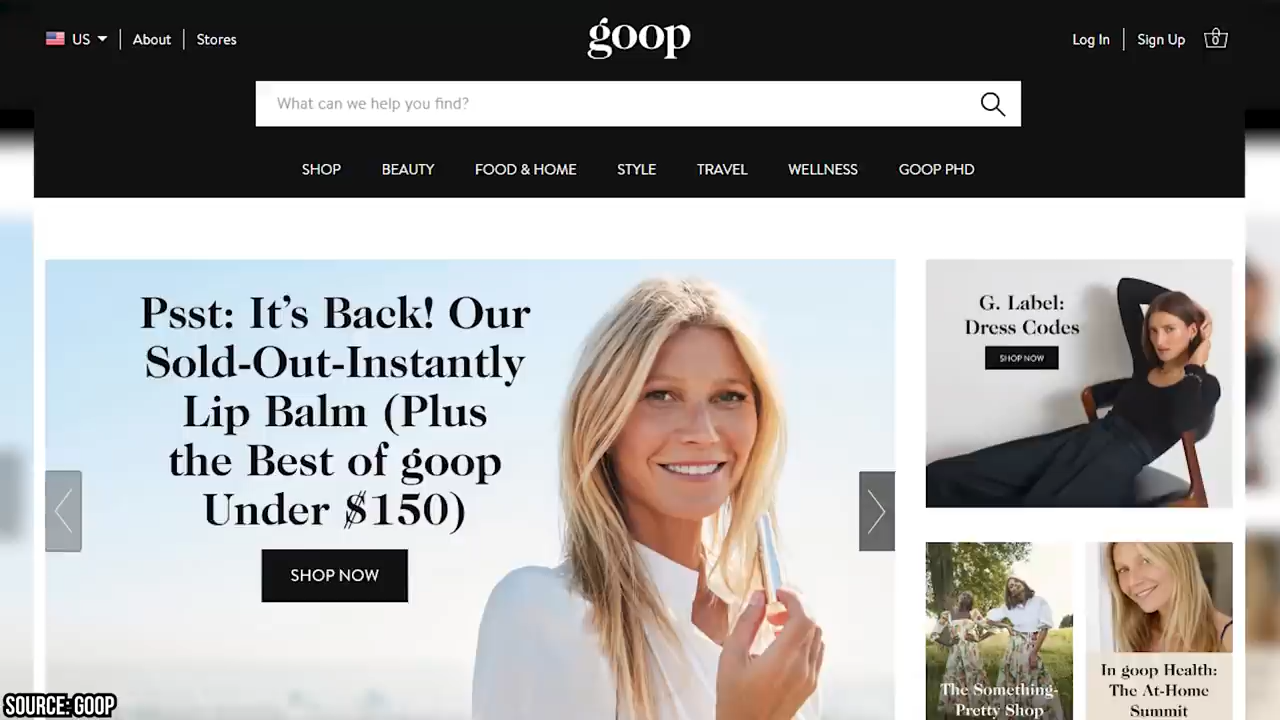 US
About
Stores
goop
Log In
Sign Up
0
What can we help you find?
SHOP
BEAUTY
FOOD & HOME
STYLE
TRAVEL
WELLNESS
GOOP PHD
Psst: It's Back! Our
Sold-Out-Instantly
Lip Balm (Plus
the Best of goop
Under $150)
SHOP NOW
G. Label:
Dress Codes
SHOP NOW
The Something-
Pretty Shop
In goop Health:
The At-Home
Summit
SOURCE: GOOP